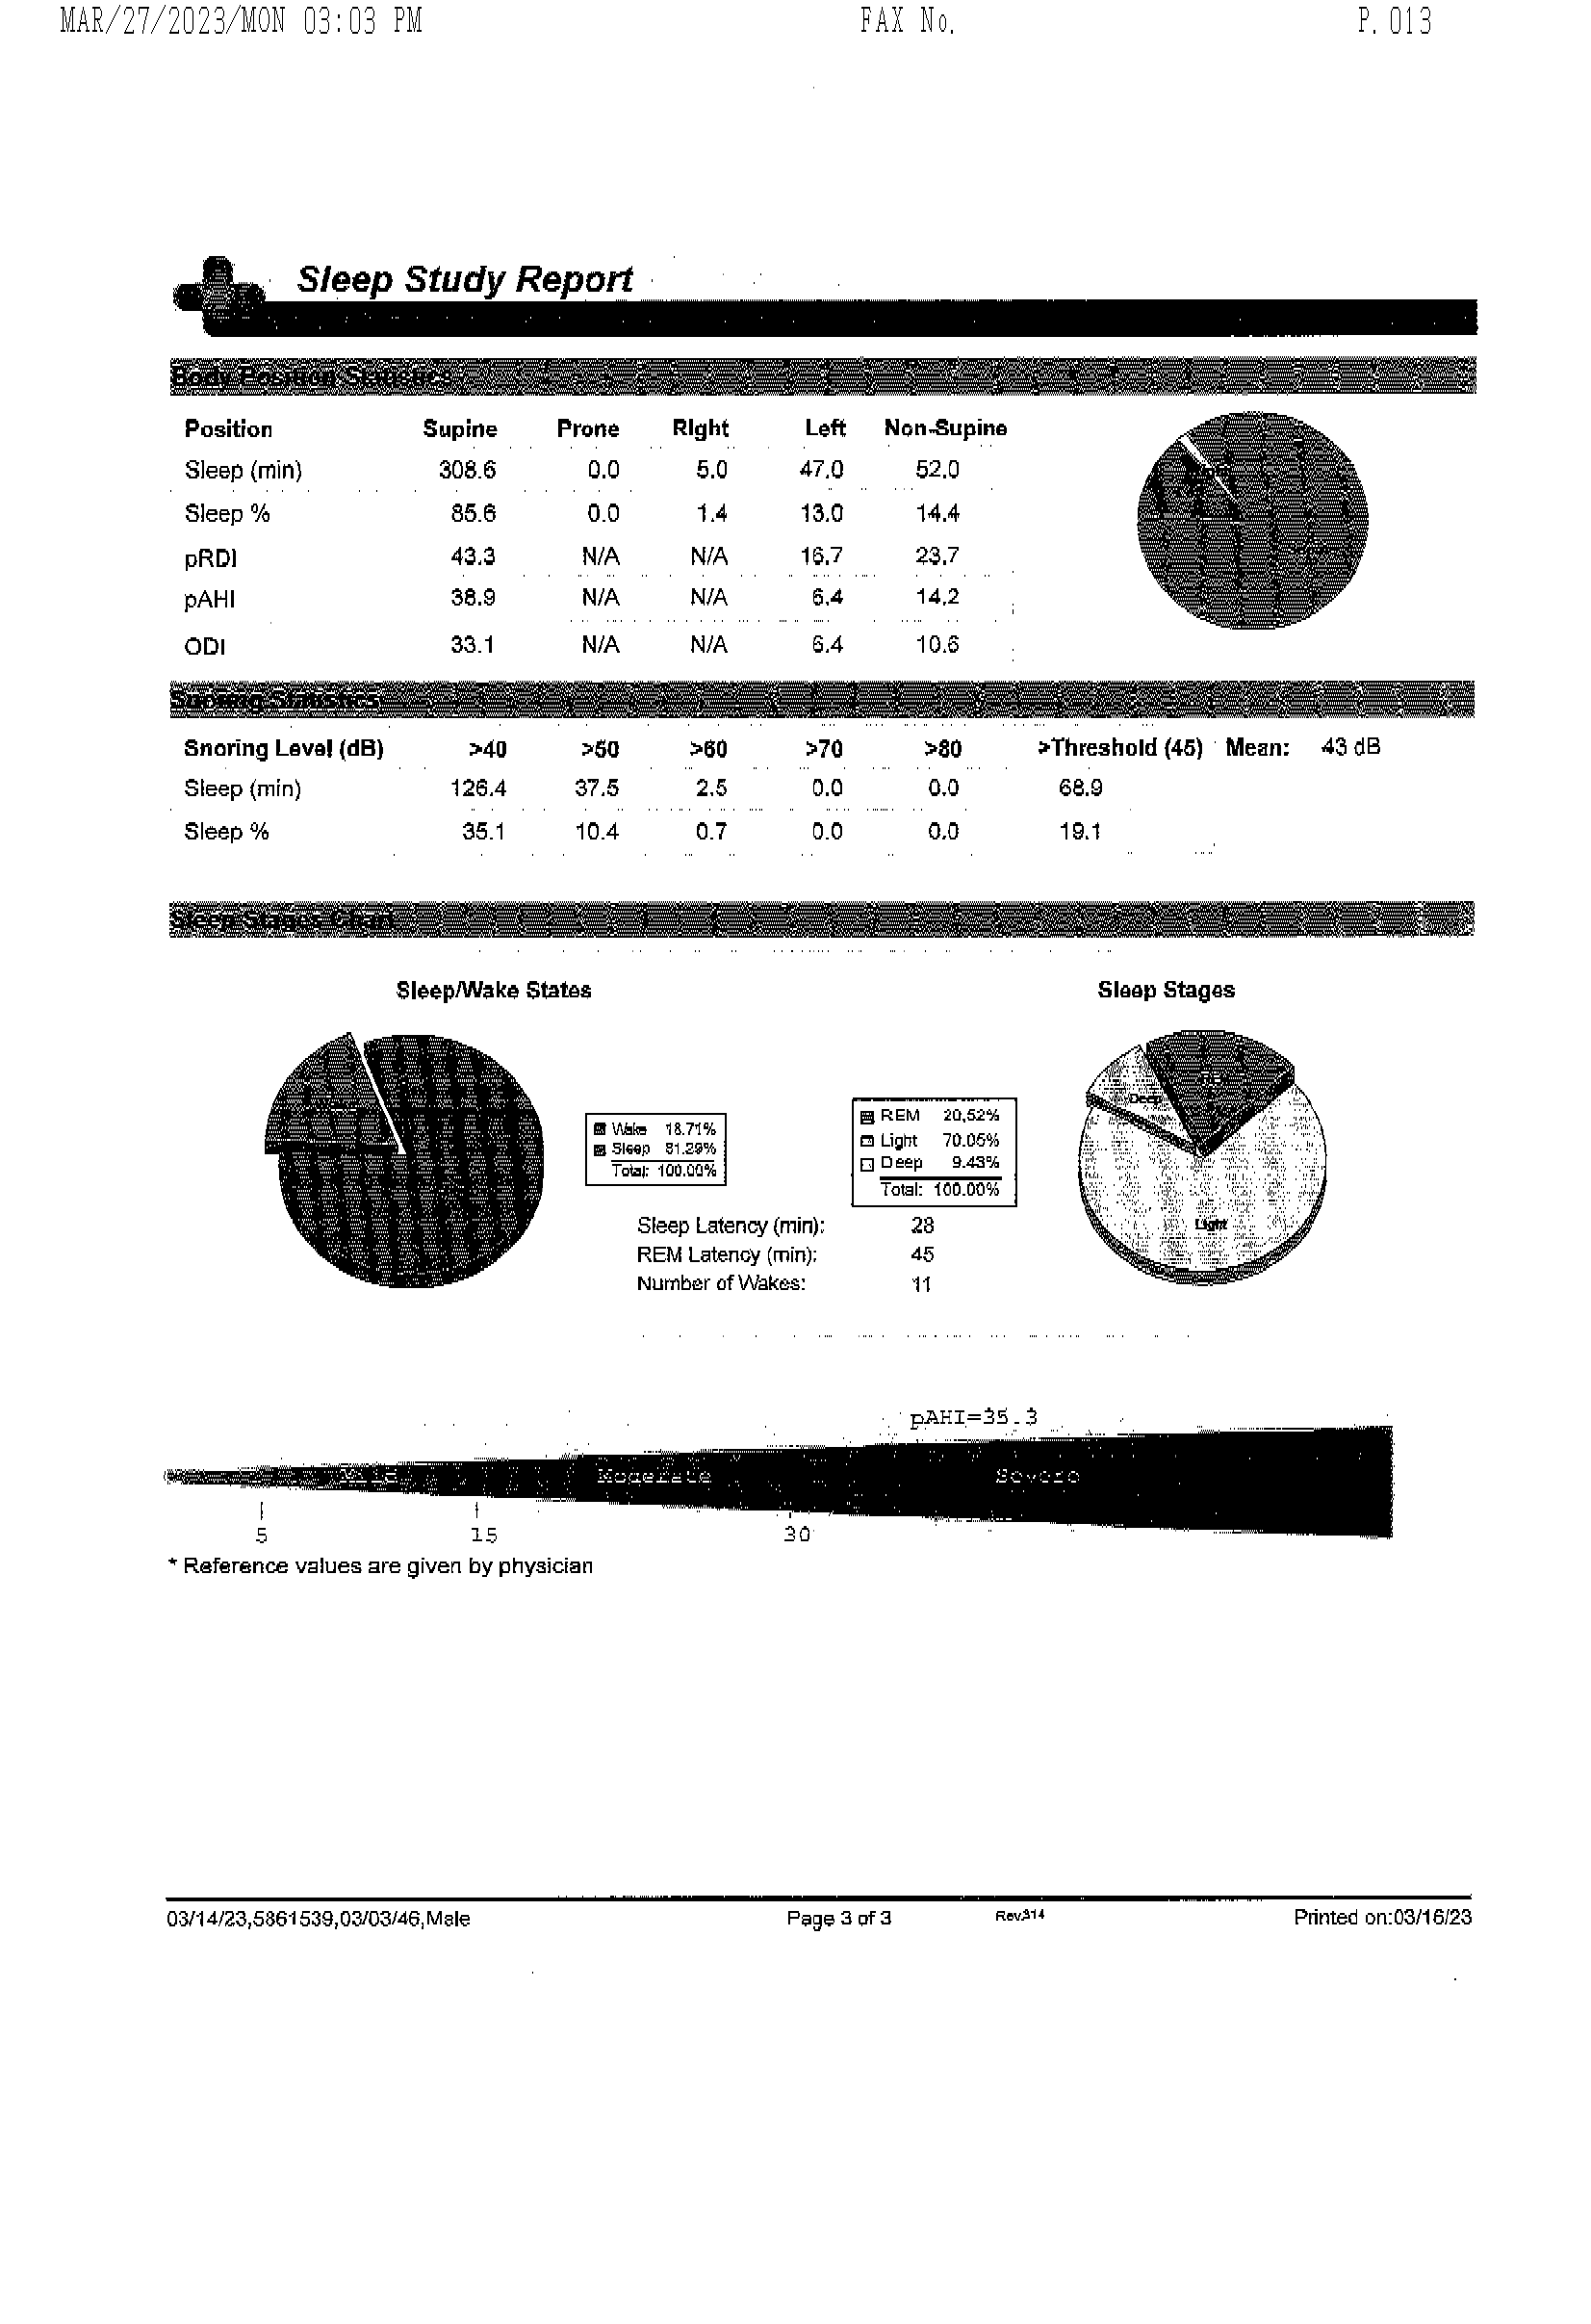 MAR/27/2023/MON 03:03 PM FAX No. P. 013
Sleep Study Report
Body Position Statistics
Position Supine Prone Right Left Non-Supine
Sleep (min) 308.6 0.0 5.0 47.0 52.0
Sleep % 85.6 0.0 1.4 13.0 14.4
pRDI 43.3 N/A N/A 16.7 23.7
pAHI 38.9 N/A N/A 6.4 14.2
ODI 33.1 N/A N/A 6.4 10.6
Snoring Statistics
Snoring Level (dB) >40 >50 >60 >70 >80 >Threshold (45) Mean: 43 dB
Sleep (min) 126.4 37.5 2.5 0.0 0.0 68.9
Sleep % 35.1 10.4 0.7 0.0 0.0 19.1
Sleep Stages Chart
Sleep/Wake States Sleep Stages
Wake 18.71%
Sleep 81.29%
Total: 100.00%
REM 20.52%
Light 70.05%
Deep 9.43%
Total: 100.00%
Deep
Light
Sleep Latency (min): 28
REM Latency (min): 45
Number of Wakes: 11
pAHI=35.3
Mild Moderate Severe
5 15 30
* Reference values are given by physician
03/14/23,5861539,03/03/46,Male Page 3 of 3 Rev.314 Printed on:03/16/23